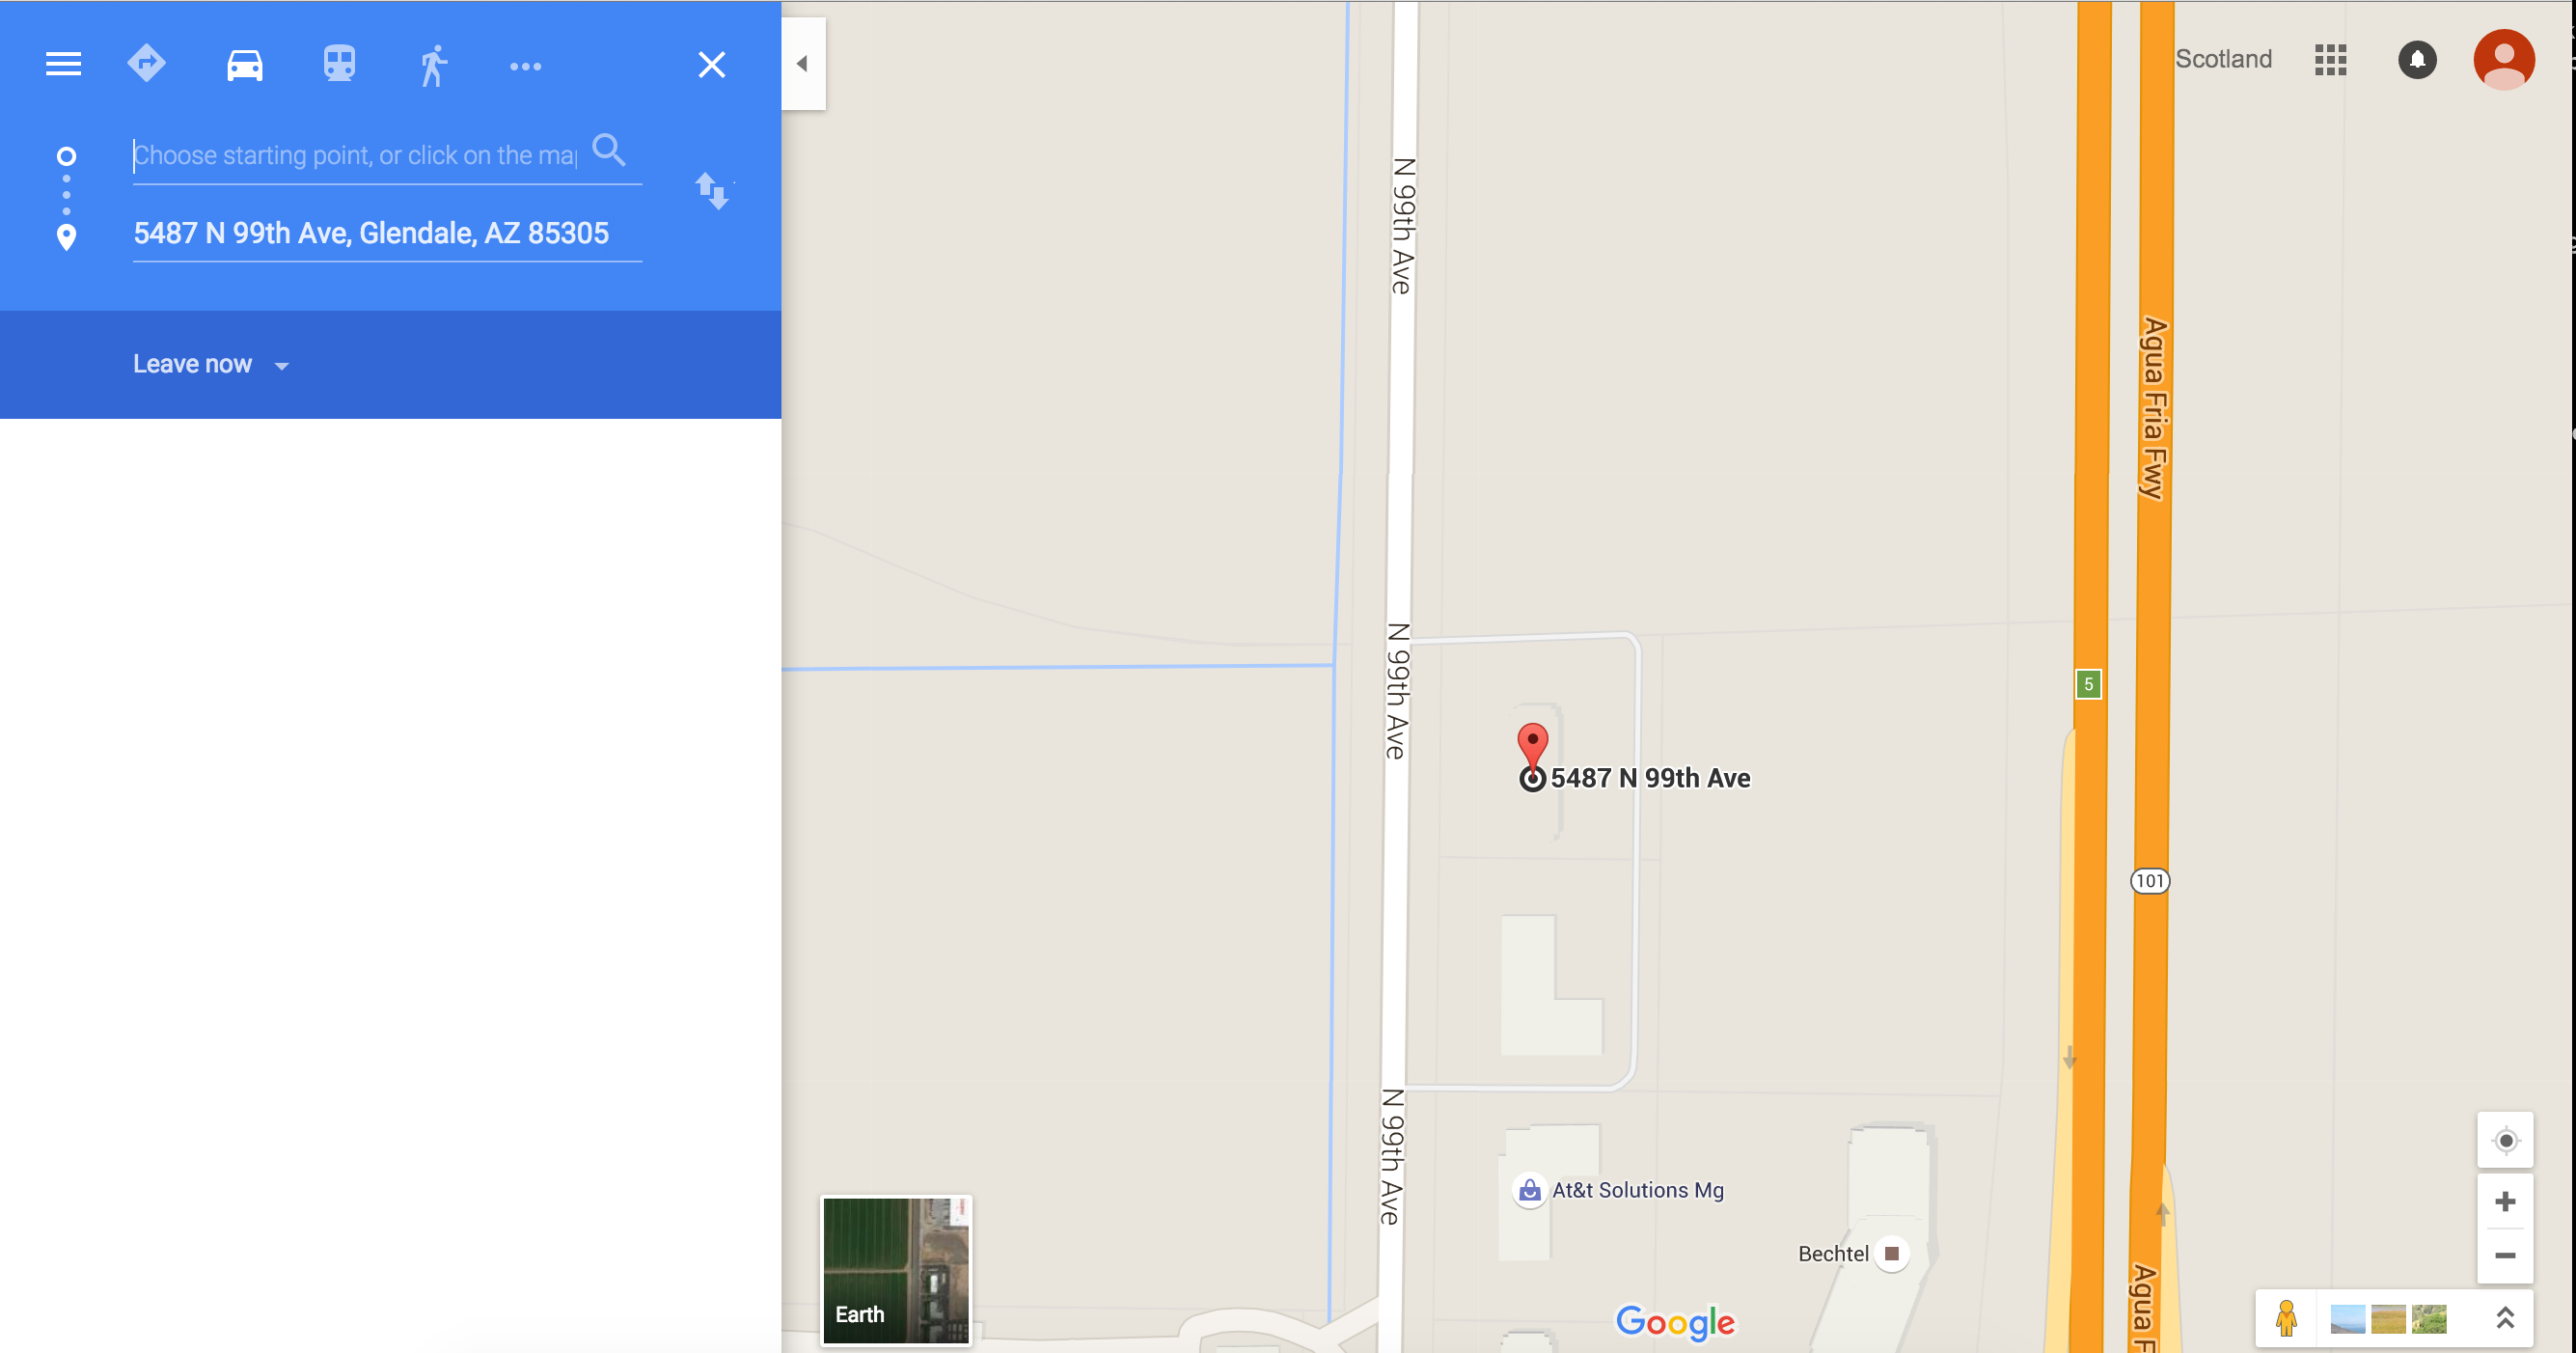 Choose starting point, or click on the map
5487 N 99th Ave, Glendale, AZ 85305
Leave now
Scotland
N 99th Ave
Agua Fria Fwy
N 99th Ave
5
5487 N 99th Ave
101
N 99th Ave
At&t Solutions Mg
Bechtel
Agua F
Earth
Google